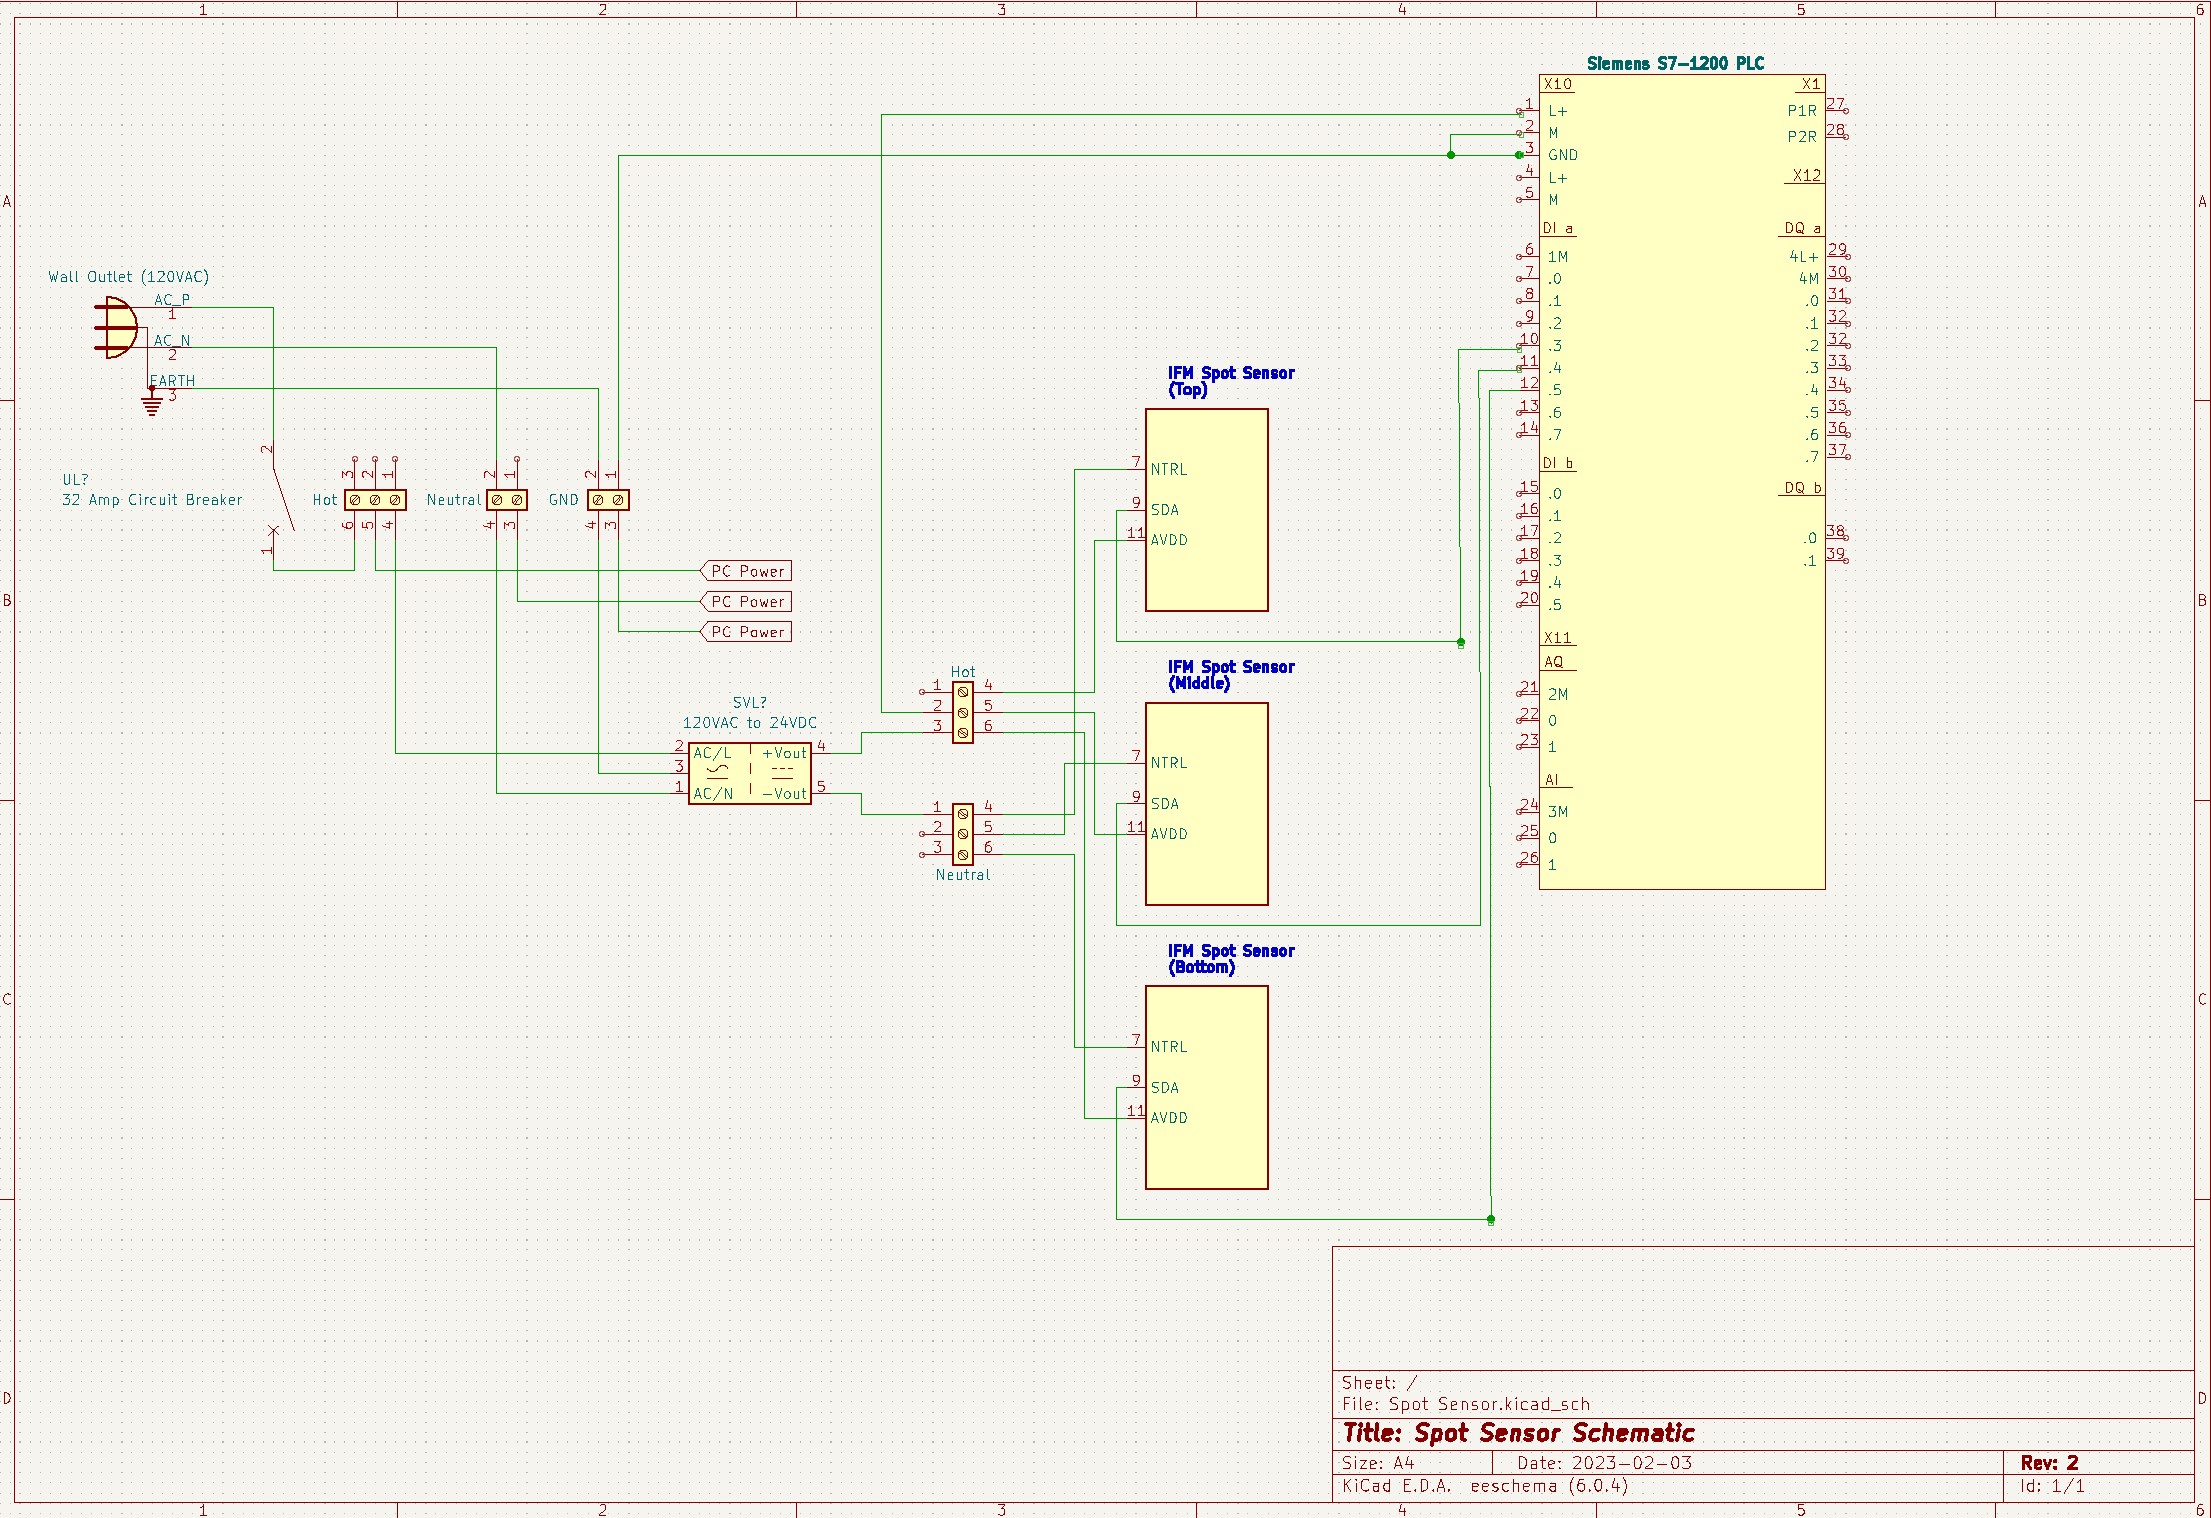 1 2 3 4 5 6
A
B
C
D
A
B
C
D
1 2 3 4 5 6
Wall Outlet (120VAC)
AC_P
1
AC_N
2
EARTH
3
UL?
32 Amp Circuit Breaker
2
1
Hot
3 2 1
6 5 4
Neutral
2 1
4 3
GND
2 1
4 3
PC Power
PC Power
PC Power
SVL?
120VAC to 24VDC
2 AC/L +Vout 4
3
1 AC/N -Vout 5
Hot
1 4
2 5
3 6
1 4
2 5
3 6
Neutral
IFM Spot Sensor
(Top)
7 NTRL
9 SDA
11 AVDD
IFM Spot Sensor
(Middle)
7 NTRL
9 SDA
11 AVDD
IFM Spot Sensor
(Bottom)
7 NTRL
9 SDA
11 AVDD
Siemens S7-1200 PLC
X10
1 L+
2 M
3 GND
4 L+
5 M
DI a
6 1M
7 .0
8 .1
9 .2
10 .3
11 .4
12 .5
13 .6
14 .7
DI b
15 .0
16 .1
17 .2
18 .3
19 .4
20 .5
X11
AQ
21 2M
22 0
23 1
AI
24 3M
25 0
26 1
X1
P1R 27
P2R 28
X12
DQ a
4L+ 29
4M 30
.0 31
.1 32
.2 32
.3 33
.4 34
.5 35
.6 36
.7 37
DQ b
.0 38
.1 39
Sheet: /
File: Spot Sensor.kicad_sch
Title: Spot Sensor Schematic
Size: A4 Date: 2023-02-03 Rev: 2
KiCad E.D.A. eeschema (6.0.4) Id: 1/1